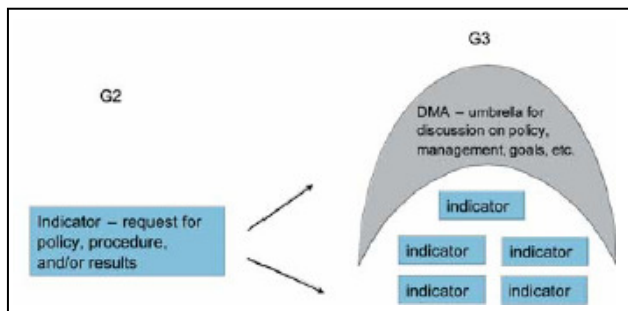 G2
G3
DMA – umbrella for
discussion on policy,
management, goals, etc.
Indicator – request for
policy, procedure,
and/or results
indicator
indicator
indicator
indicator
indicator